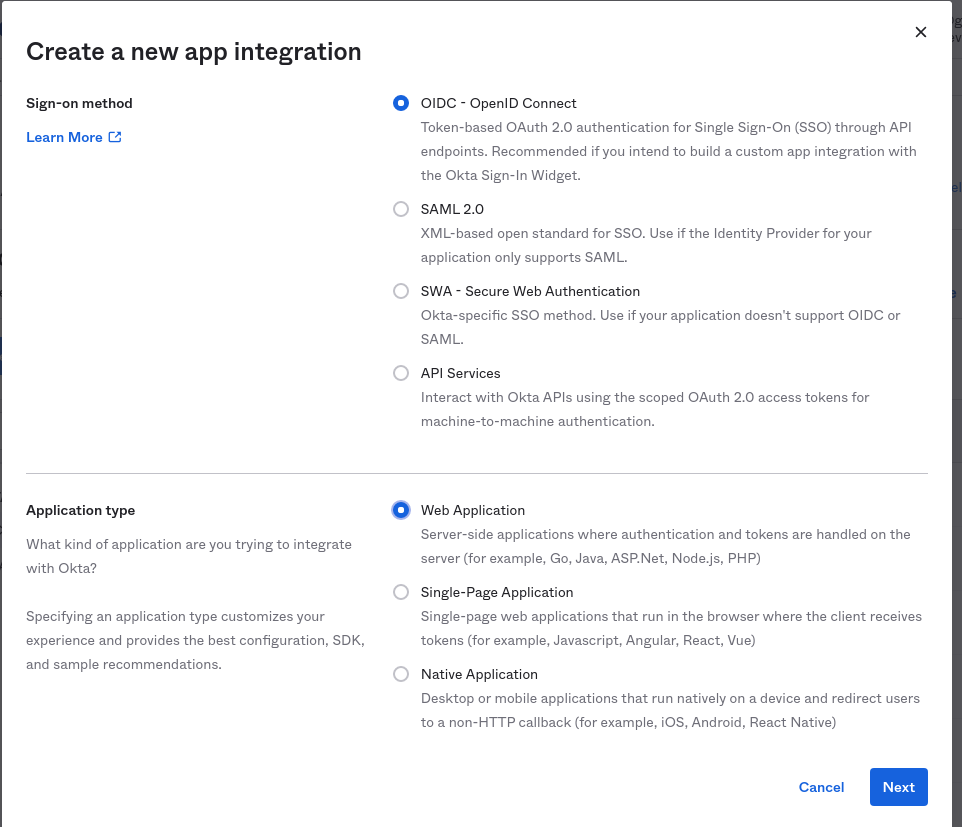 Create a new app integration
Sign-on method
Learn More
OIDC - OpenID Connect
Token-based OAuth 2.0 authentication for Single Sign-On (SSO) through API
endpoints. Recommended if you intend to build a custom app integration with
the Okta Sign-In Widget.
SAML 2.0
XML-based open standard for SSO. Use if the Identity Provider for your
application only supports SAML.
SWA - Secure Web Authentication
Okta-specific SSO method. Use if your application doesn't support OIDC or
SAML.
API Services
Interact with Okta APIs using the scoped OAuth 2.0 access tokens for
machine-to-machine authentication.
Application type
What kind of application are you trying to integrate
with Okta?
Specifying an application type customizes your
experience and provides the best configuration, SDK,
and sample recommendations.
Web Application
Server-side applications where authentication and tokens are handled on the
server (for example, Go, Java, ASP.Net, Node.js, PHP)
Single-Page Application
Single-page web applications that run in the browser where the client receives
tokens (for example, Javascript, Angular, React, Vue)
Native Application
Desktop or mobile applications that run natively on a device and redirect users
to a non-HTTP callback (for example, iOS, Android, React Native)
Cancel
Next